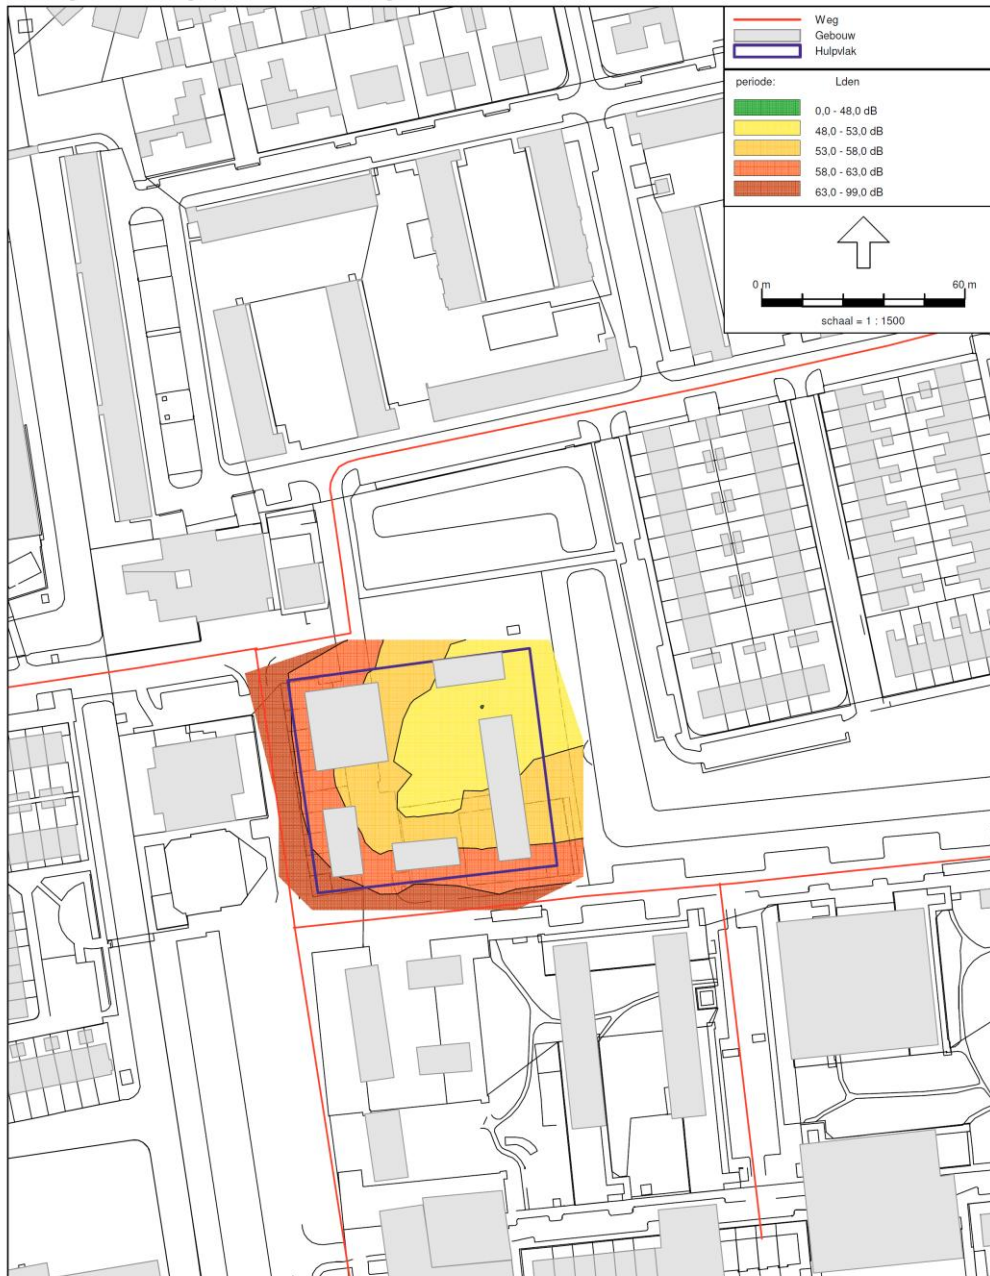 Weg
Gebouw
Hulpvlak
periode: Lden
0,0 - 48,0 dB
48,0 - 53,0 dB
53,0 - 58,0 dB
58,0 - 63,0 dB
63,0 - 99,0 dB
0 m 60 m
schaal = 1 : 1500